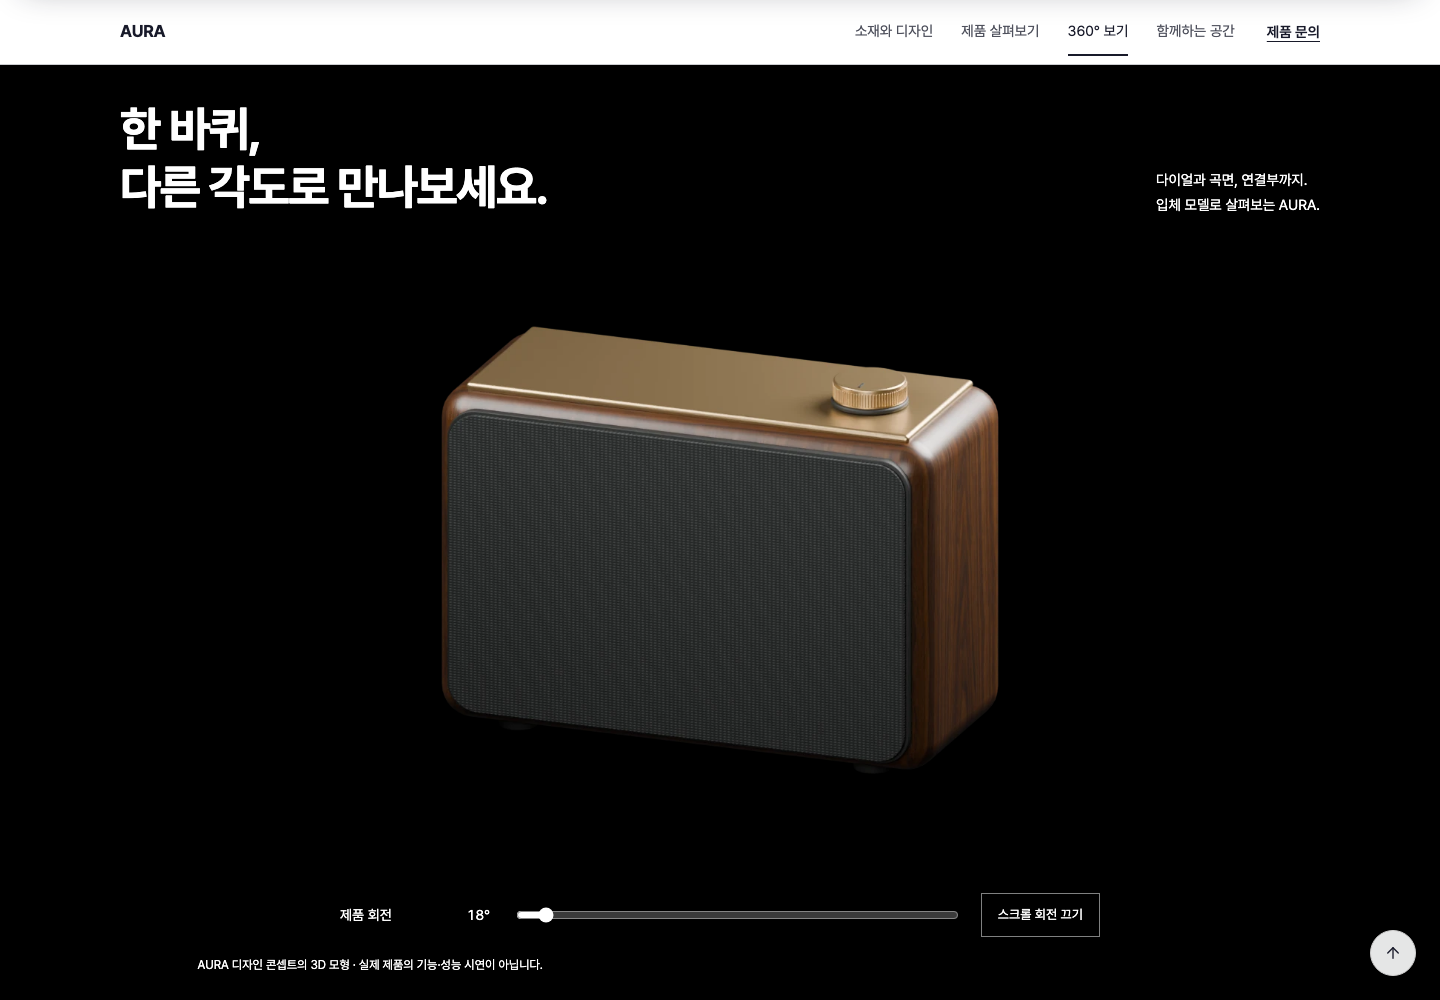 AURA
소재와 디자인
제품 살펴보기
360° 보기
함께하는 공간
제품 문의
한 바퀴,
다른 각도로 만나보세요.
다이얼과 곡면, 연결부까지.
입체 모델로 살펴보는 AURA.
제품 회전
18°
스크롤 회전 끄기
AURA 디자인 콘셉트의 3D 모형 · 실제 제품의 기능·성능 시연이 아닙니다.